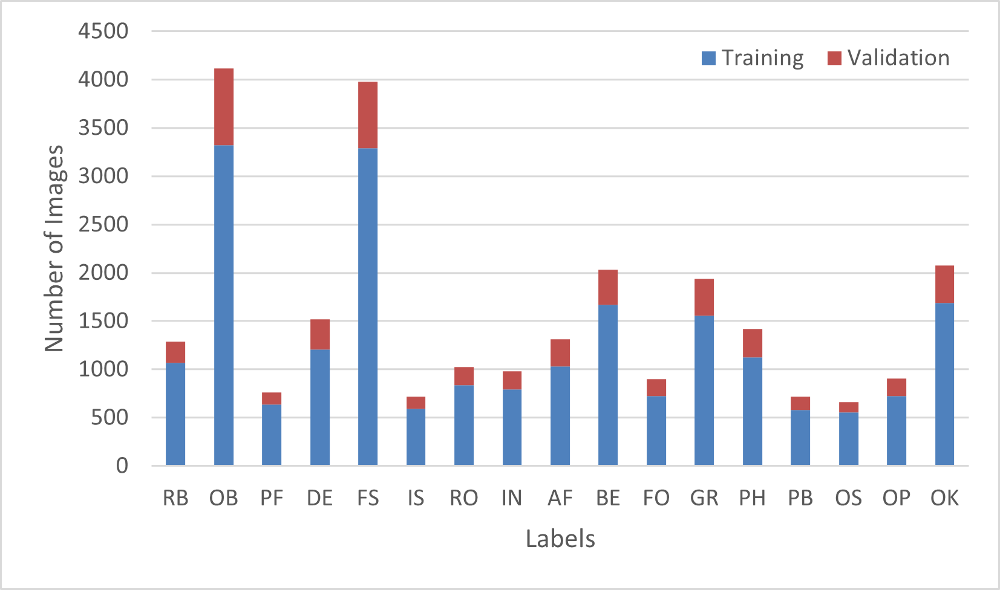 4500
4000
3500
3000
2500
2000
1500
1000
500
0
Number of Images
Training Validation
RB OB PF DE FS IS RO IN AF BE FO GR PH PB OS OP OK
Labels